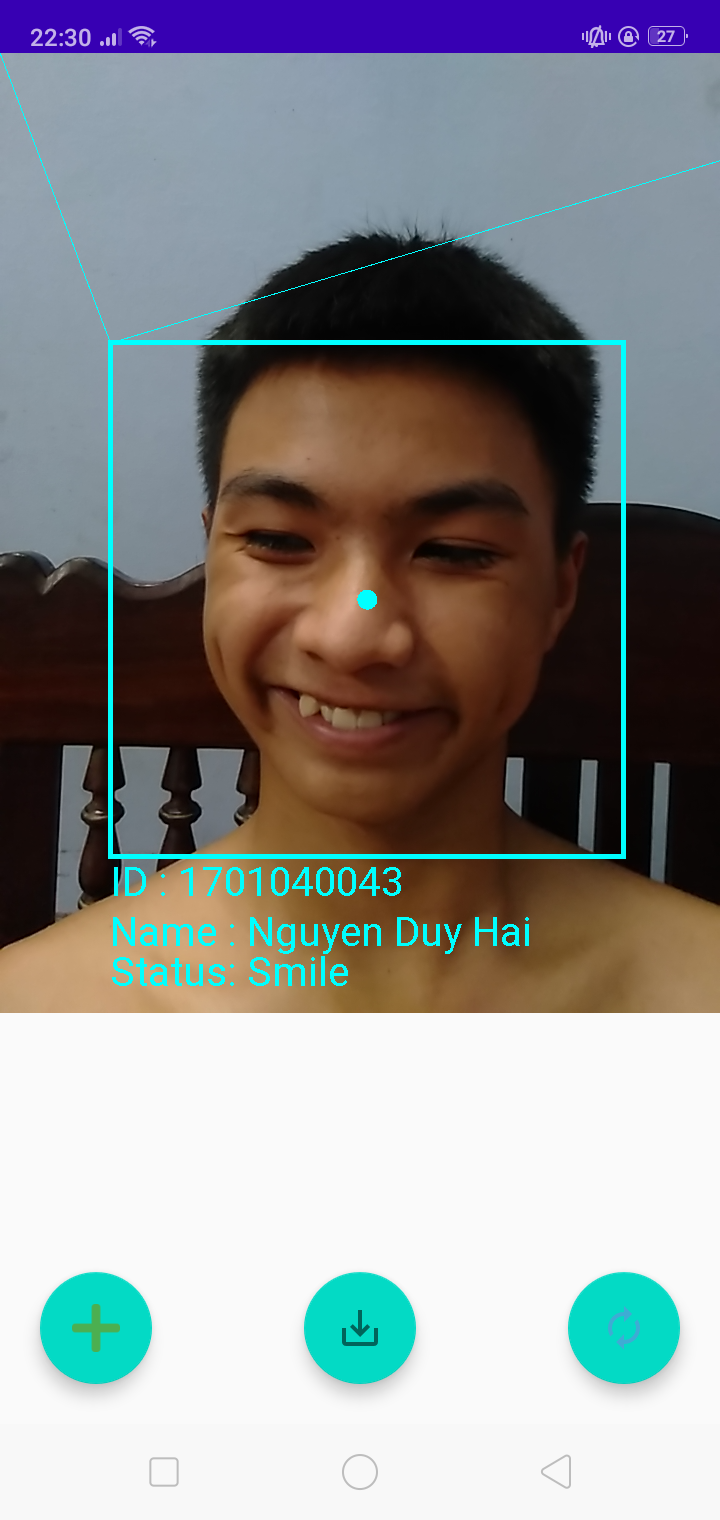 22:30
27
ID : 1701040043
Name : Nguyen Duy Hai
Status: Smile